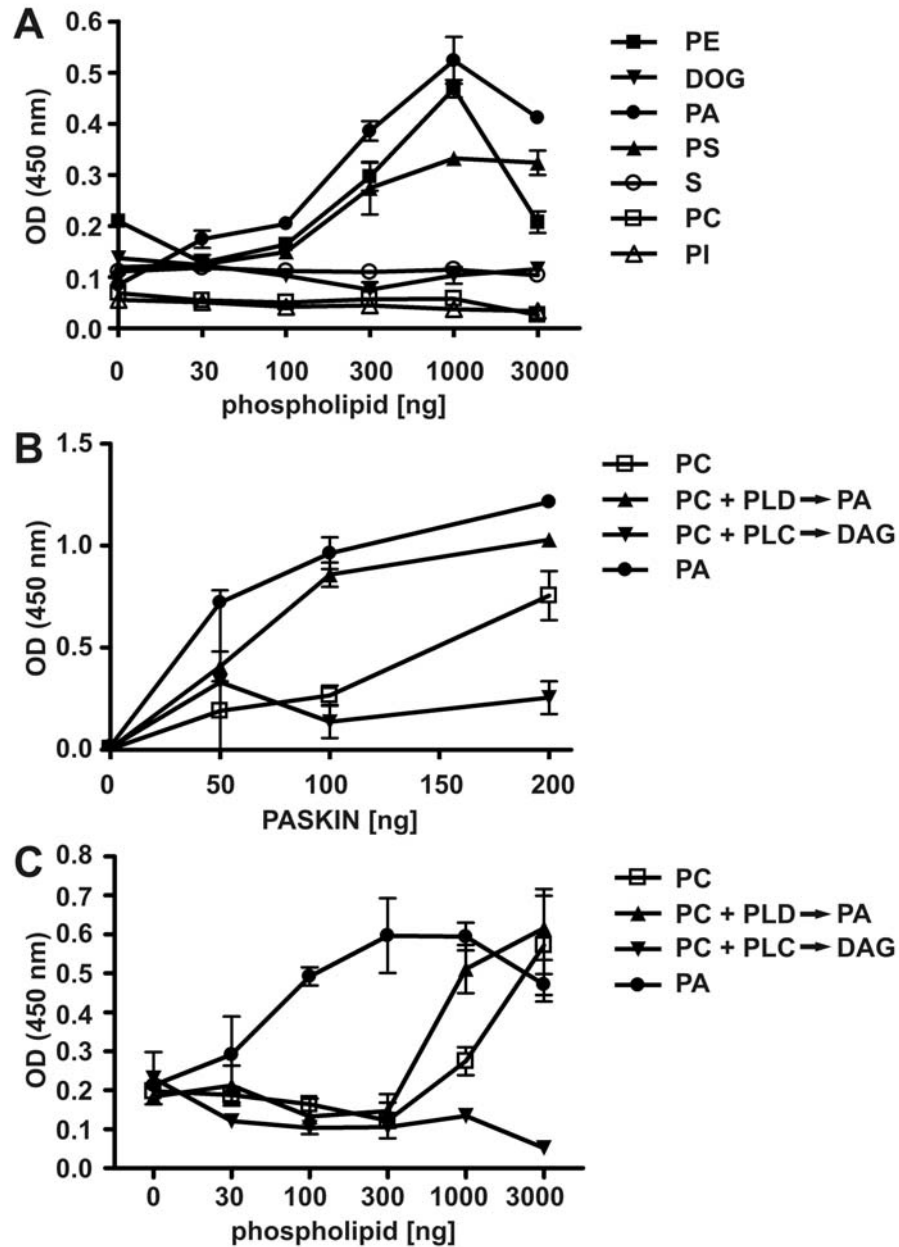 A
OD (450 nm)
0.6
0.5
0.4
0.3
0.2
0.1
0.0
0 30 100 300 1000 3000
phospholipid [ng]
PE
DOG
PA
PS
S
PC
PI
B
OD (450 nm)
1.5
1.0
0.5
0.0
0 50 100 150 200
PASKIN [ng]
PC
PC + PLD → PA
PC + PLC → DAG
PA
C
OD (450 nm)
0.8
0.7
0.6
0.5
0.4
0.3
0.2
0.1
0.0
0 30 100 300 1000 3000
phospholipid [ng]
PC
PC + PLD → PA
PC + PLC → DAG
PA